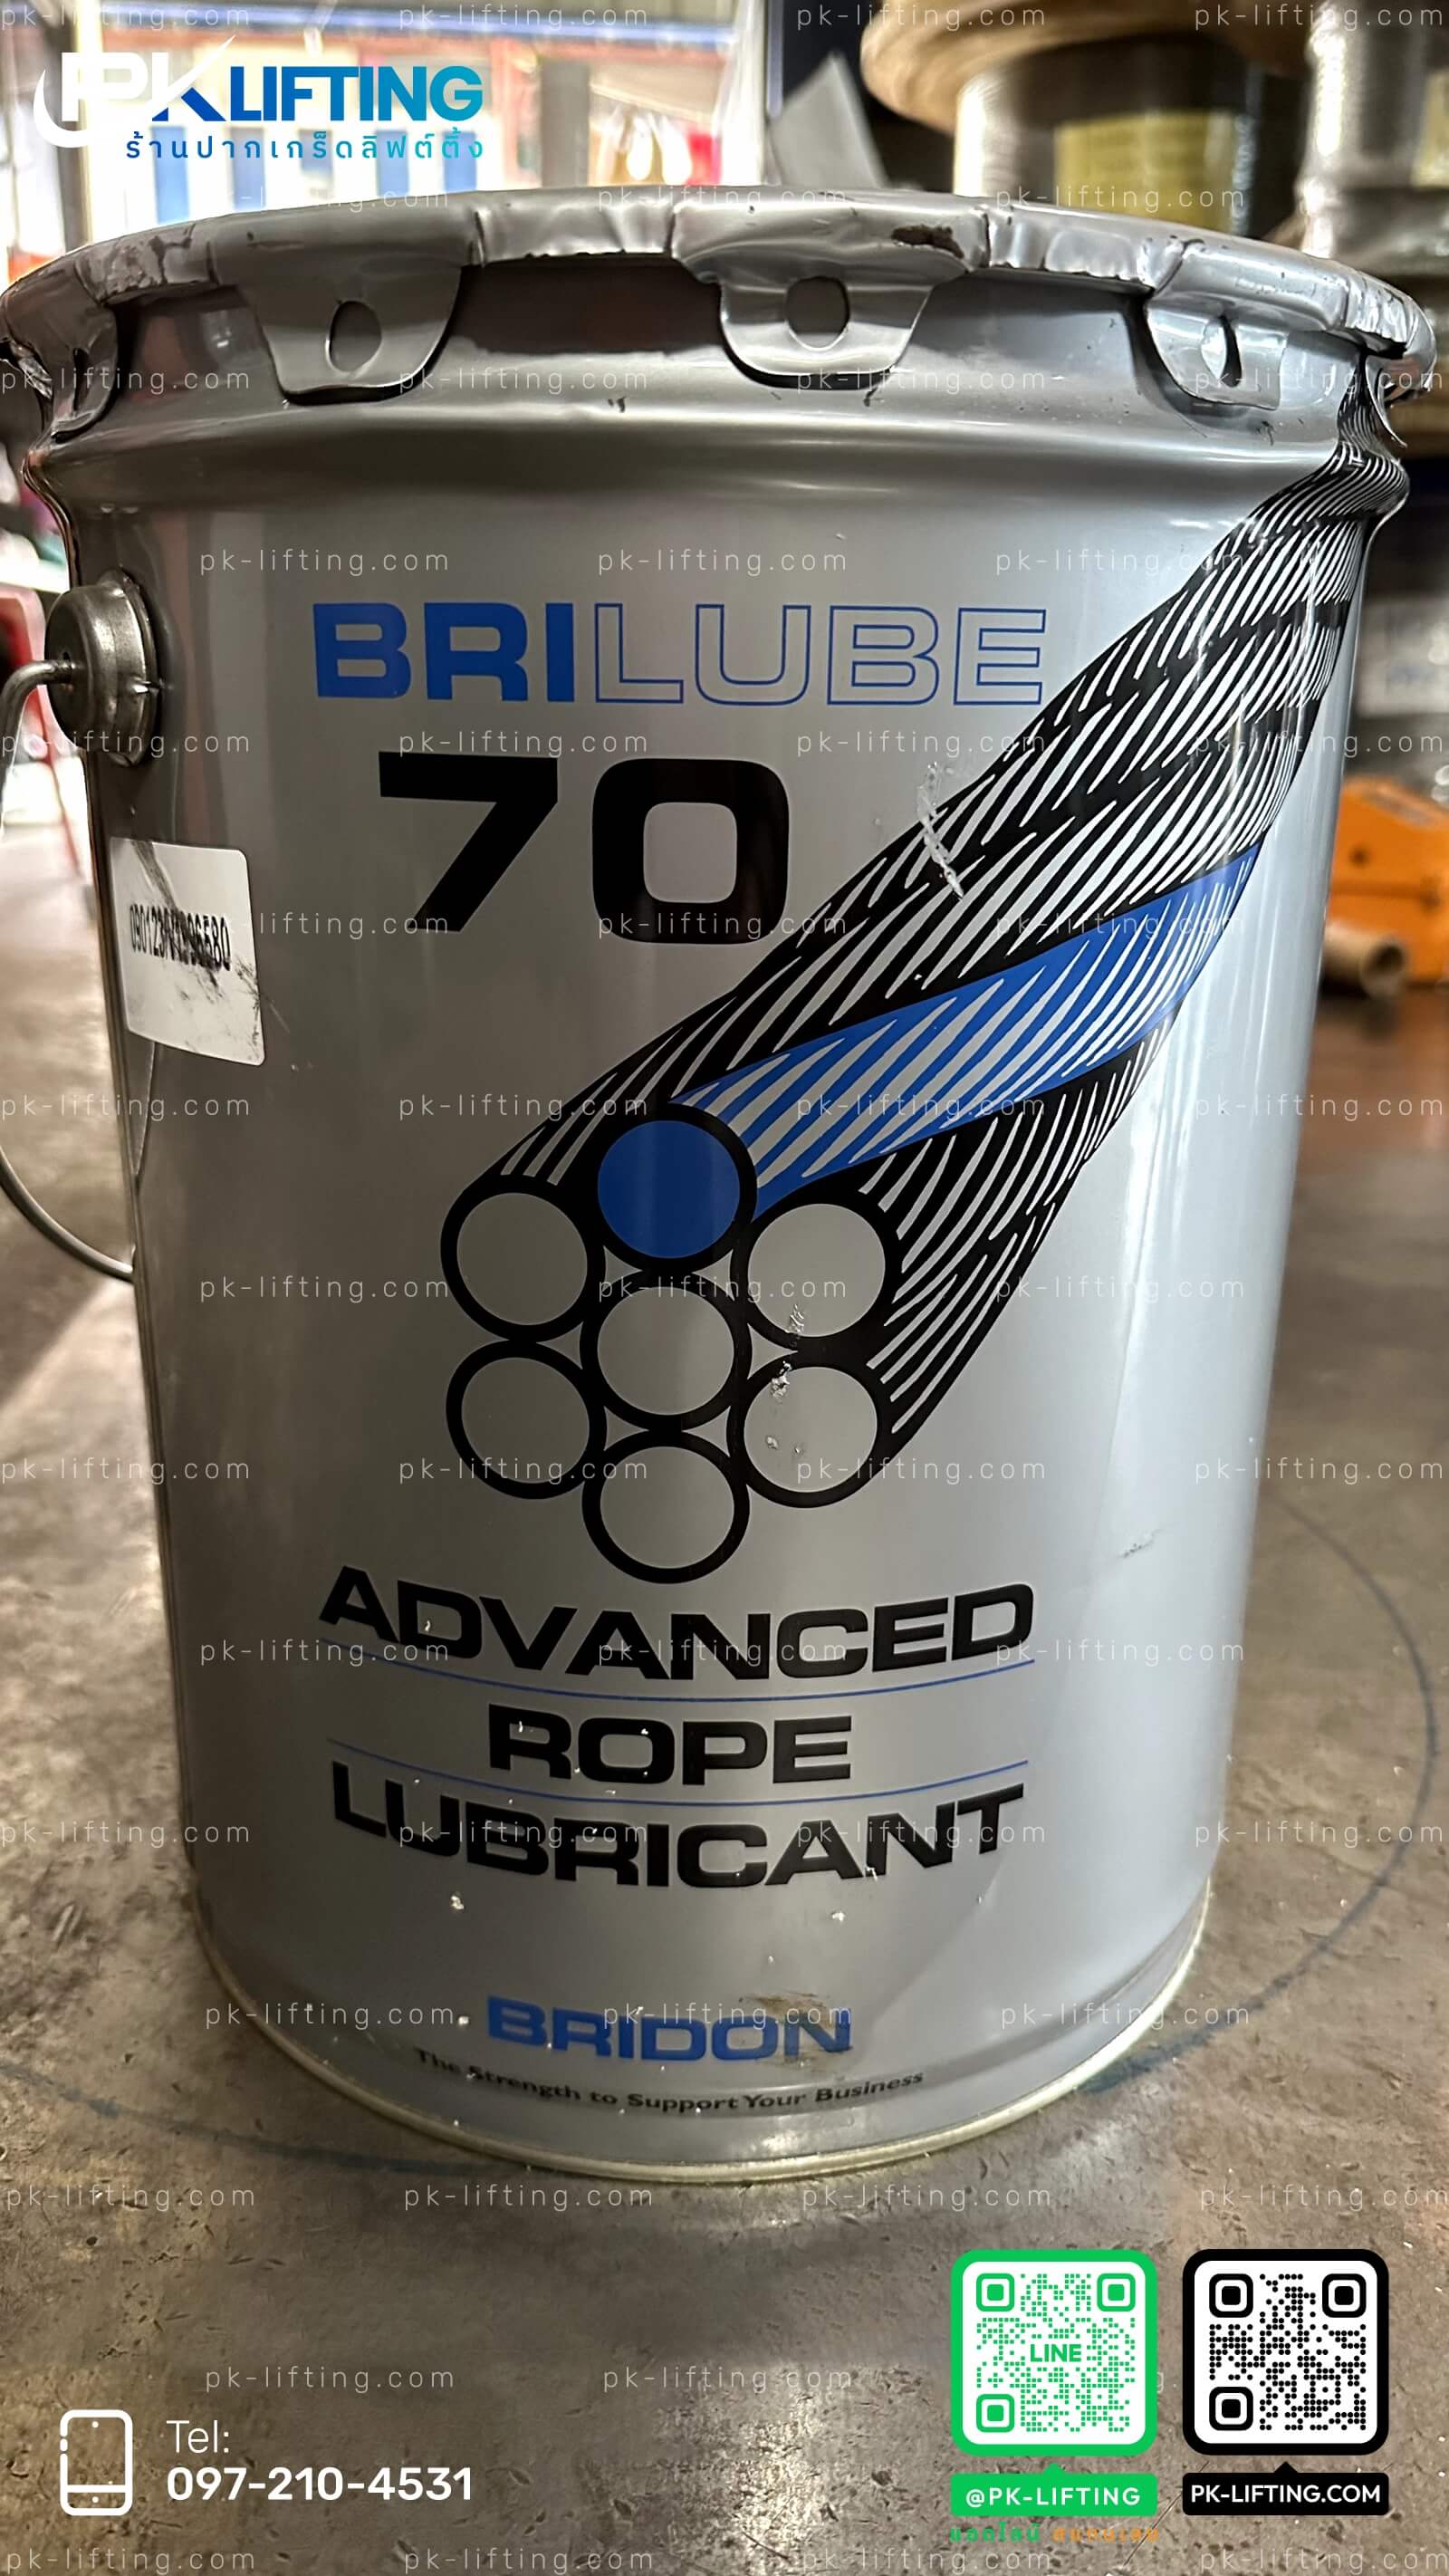 PK LIFTING
ร้านปากเกร็ดลิฟต์ติ้ง
BRILUBE
70
ADVANCED
ROPE
LUBRICANT
BRIDON
The Strength to Support Your Business
Tel:
097-210-4531
LINE
@PK-LIFTING
PK-LIFTING.COM
pk-lifting.com